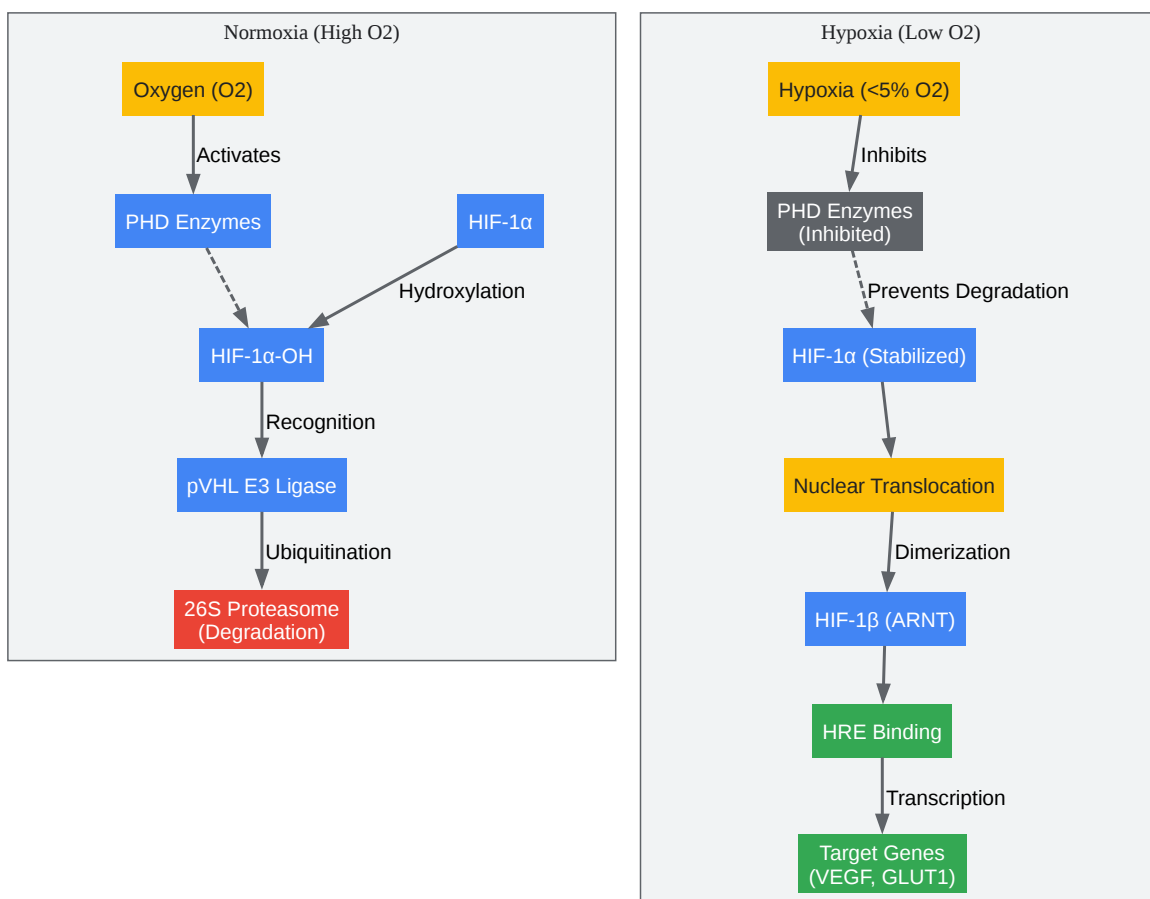 Normoxia (High O2)
Oxygen (O2)
Activates
PHD Enzymes
HIF-1α
Hydroxylation
HIF-1α-OH
Recognition
pVHL E3 Ligase
Ubiquitination
26S Proteasome
(Degradation)
Hypoxia (Low O2)
Hypoxia (<5% O2)
Inhibits
PHD Enzymes
(Inhibited)
Prevents Degradation
HIF-1α (Stabilized)
Nuclear Translocation
Dimerization
HIF-1β (ARNT)
HRE Binding
Transcription
Target Genes
(VEGF, GLUT1)